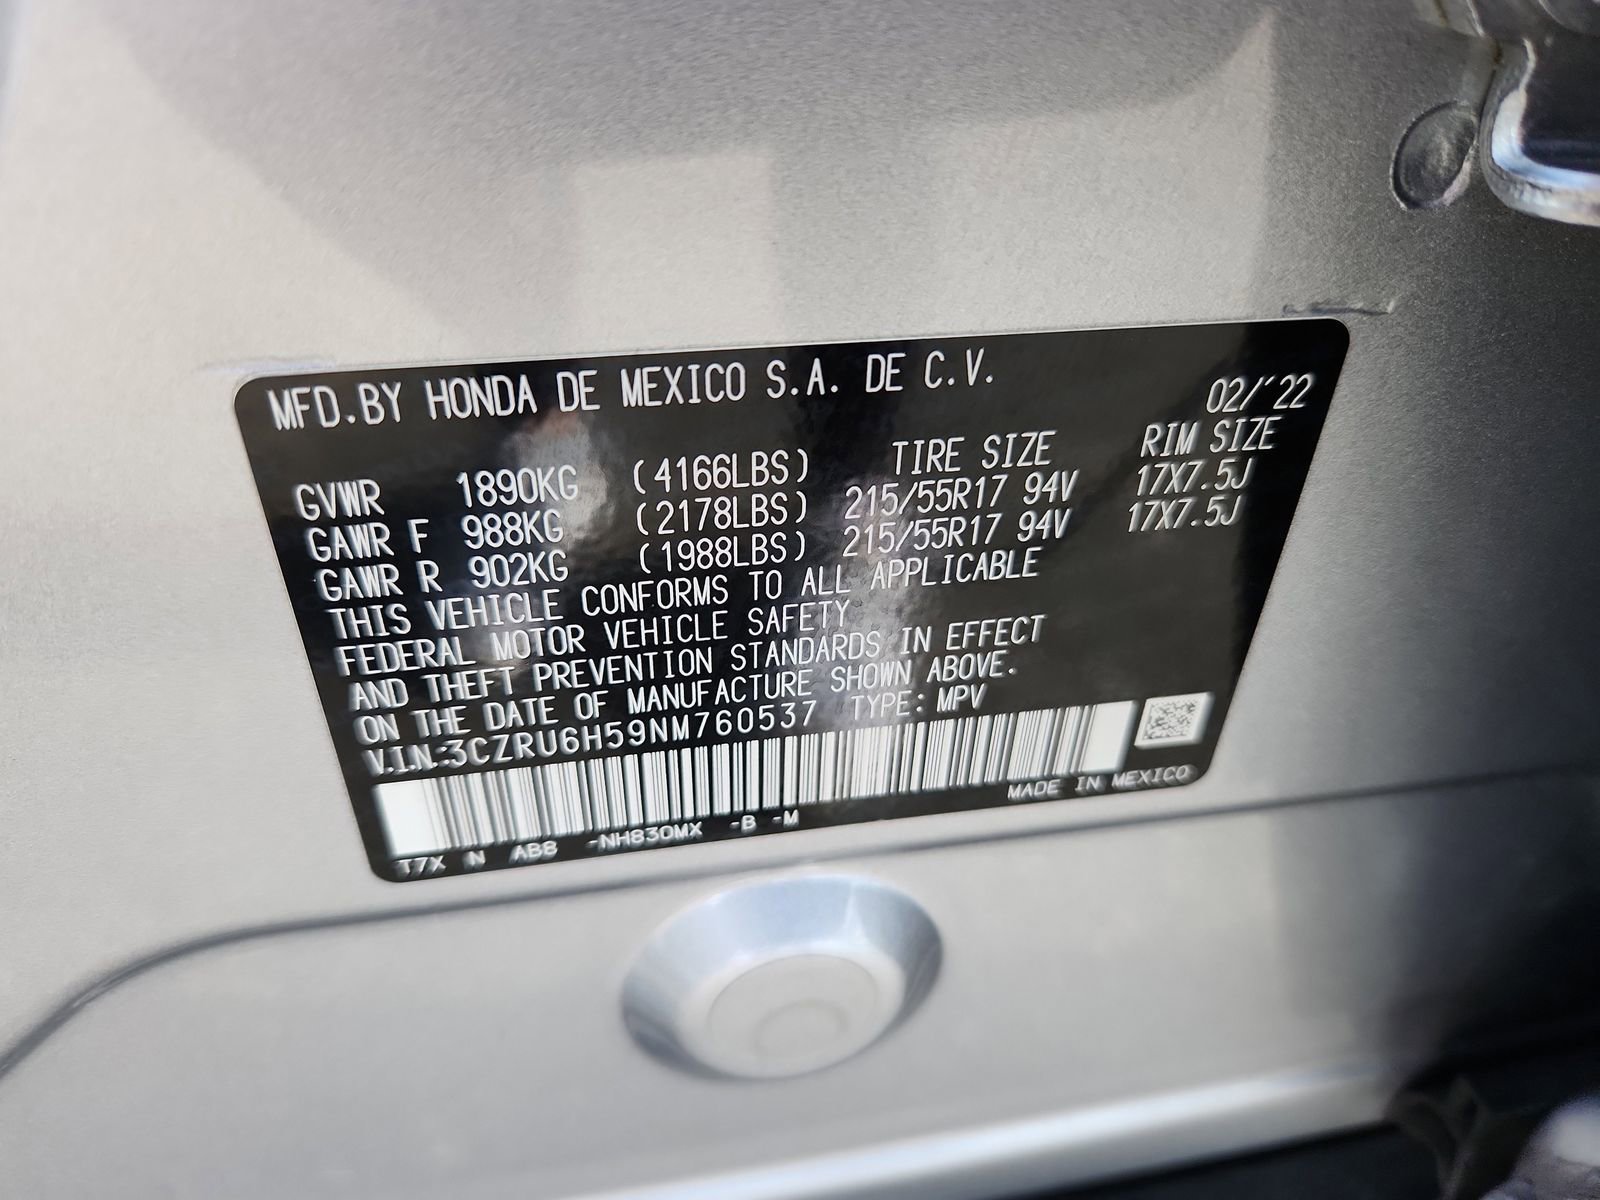 MFD.BY HONDA DE MEXICO S.A. DE C.V.
02/'22
TIRE SIZE RIM SIZE
GVWR 1890KG (4166LBS)
GAWR F 988KG (2178LBS) 215/55R17 94V 17X7.5J
GAWR R 902KG (1988LBS) 215/55R17 94V 17X7.5J
THIS VEHICLE CONFORMS TO ALL APPLICABLE
FEDERAL MOTOR VEHICLE SAFETY
AND THEFT PREVENTION STANDARDS IN EFFECT
ON THE DATE OF MANUFACTURE SHOWN ABOVE.
V.I.N.:3CZRU6H59NM760537 TYPE: MPV
MADE IN MEXICO
T7X N AB8 -NH830MX -B -M